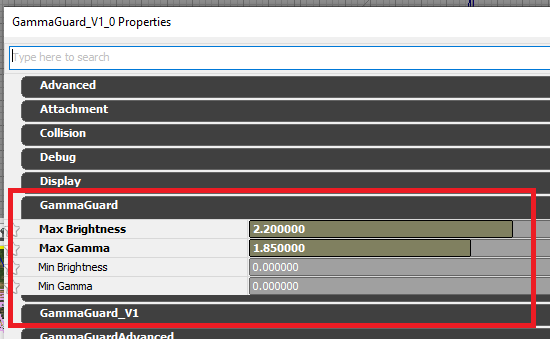 GammaGuard_V1_0 Properties
Type here to search
Advanced
Attachment
Collision
Debug
Display
GammaGuard
Max Brightness 2.200000
Max Gamma 1.850000
Min Brightness 0.000000
Min Gamma 0.000000
GammaGuard_V1
GammaGuardAdvanced